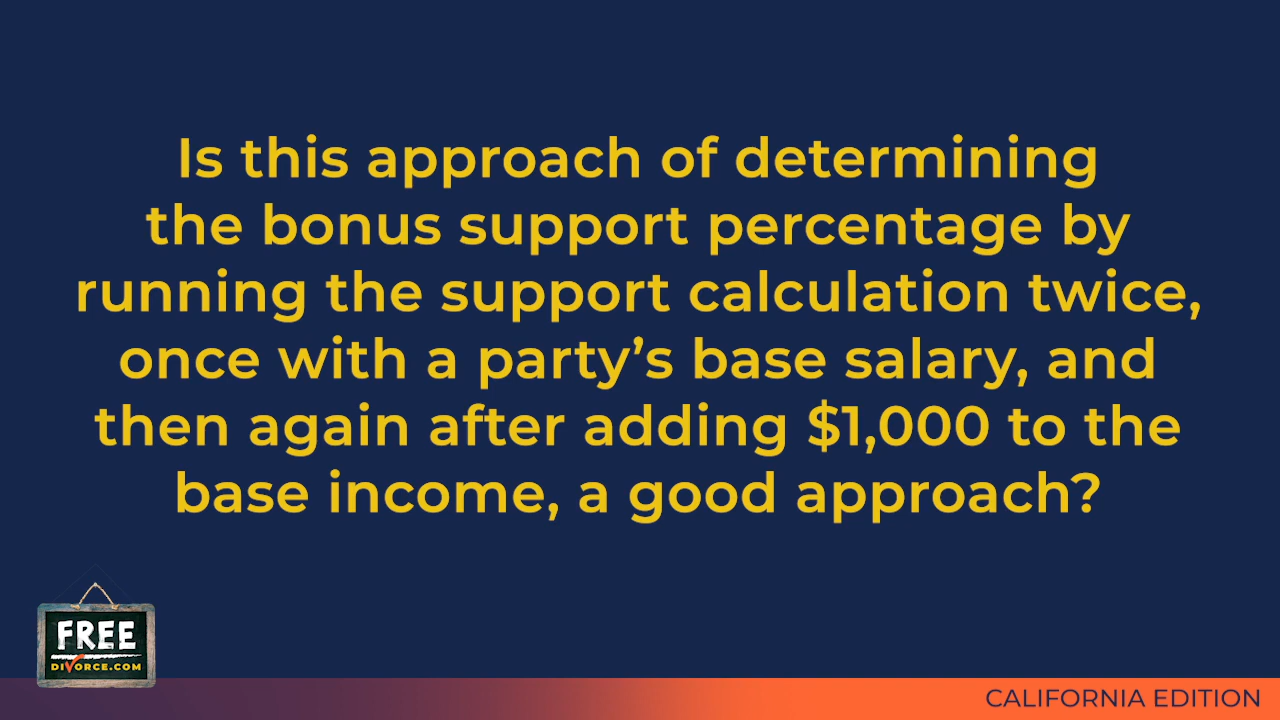 Is this approach of determining
the bonus support percentage by
running the support calculation twice,
once with a party’s base salary, and
then again after adding $1,000 to the
base income, a good approach?
FREE
DIVORCE.COM
CALIFORNIA EDITION